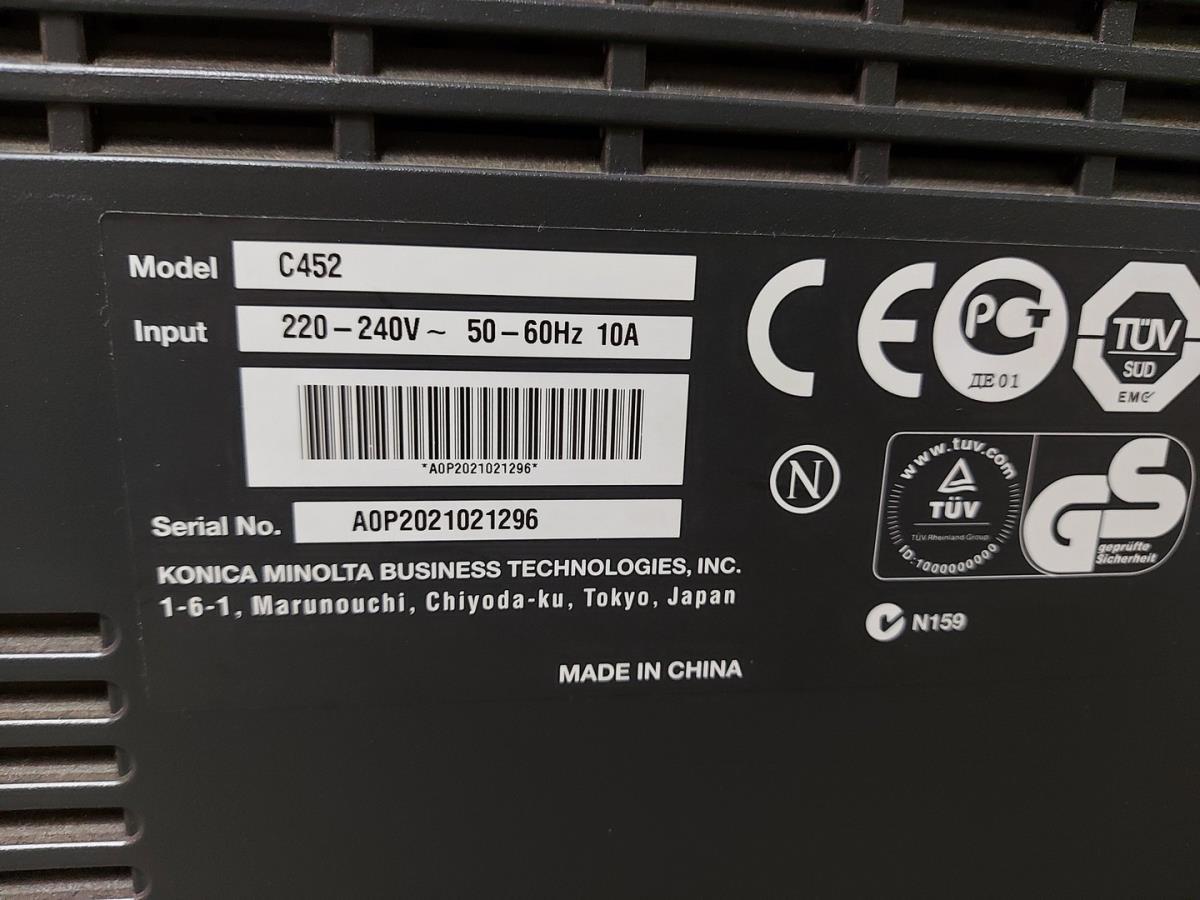 Model C452
Input 220-240V~ 50-60Hz 10A
*A0P2021021296*
Serial No. A0P2021021296
KONICA MINOLTA BUSINESS TECHNOLOGIES, INC.
1-6-1, Marunouchi, Chiyoda-ku, Tokyo, Japan
MADE IN CHINA
CE
PCT
ДЕ01
TÜV
SÜD
EMC
N
www.tuv.com
TÜV
TÜV Rheinland Group
ID:1000000000
GS
geprüfte
Sicherheit
N159